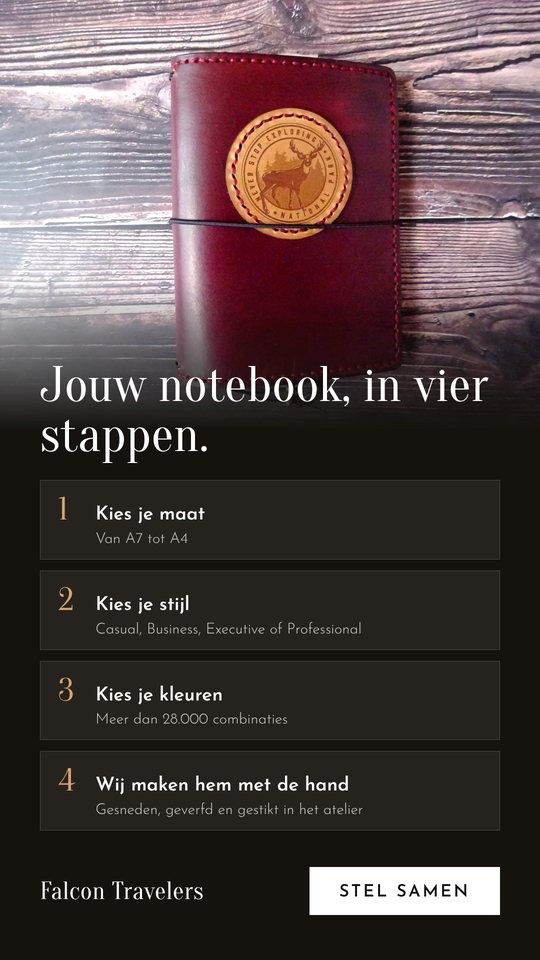 NEVER STOP EXPLORING
NATIONAL PARK
Jouw notebook, in vier
stappen.
1
Kies je maat
Van A7 tot A4
2
Kies je stijl
Casual, Business, Executive of Professional
3
Kies je kleuren
Meer dan 28.000 combinaties
4
Wij maken hem met de hand
Gesneden, geverfd en gestikt in het atelier
Falcon Travelers
STEL SAMEN